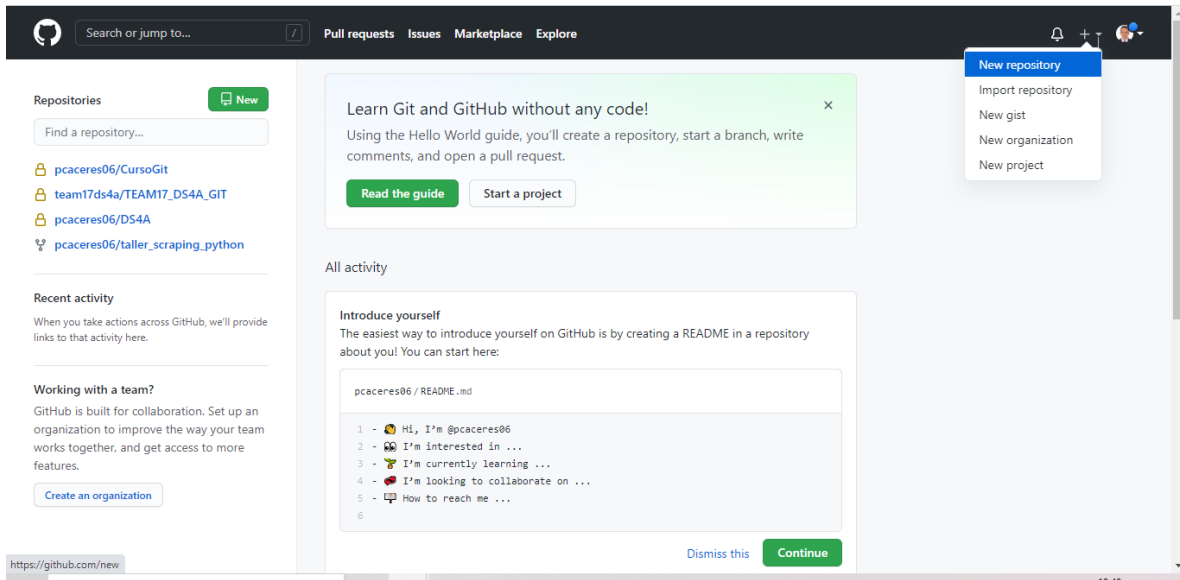 Search or jump to...
/
Pull requests Issues Marketplace Explore
New repository
Import repository
New gist
New organization
New project
Repositories
New
Find a repository...
pcaceres06/CursoGit
team17ds4a/TEAM17_DS4A_GIT
pcaceres06/DS4A
pcaceres06/taller_scraping_python
Recent activity
When you take actions across GitHub, we'll provide
links to that activity here.
Working with a team?
GitHub is built for collaboration. Set up an
organization to improve the way your team
works together, and get access to more
features.
Create an organization
Learn Git and GitHub without any code!
Using the Hello World guide, you'll create a repository, start a branch, write
comments, and open a pull request.
Read the guide
Start a project
All activity
Introduce yourself
The easiest way to introduce yourself on GitHub is by creating a README in a repository
about you! You can start here:
pcaceres06/README.md
1 - 👋 Hi, I'm @pcaceres06
2 - 👀 I'm interested in ...
3 - 🌱 I'm currently learning ...
4 - 💞️ I'm looking to collaborate on ...
5 - 📫 How to reach me ...
6
Dismiss this
Continue
https://github.com/new